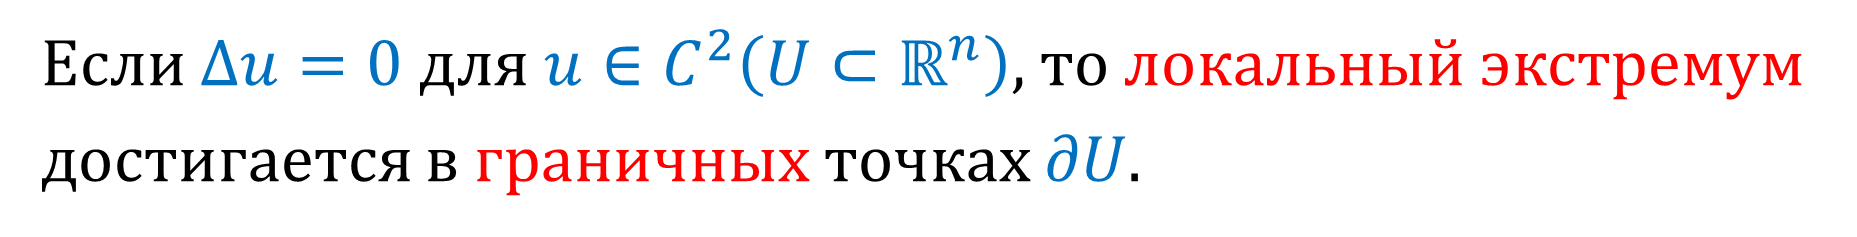 Если Δu = 0 для u ∈ C²(U ⊂ ℝⁿ), то локальный экстремум
достигается в граничных точках ∂U.